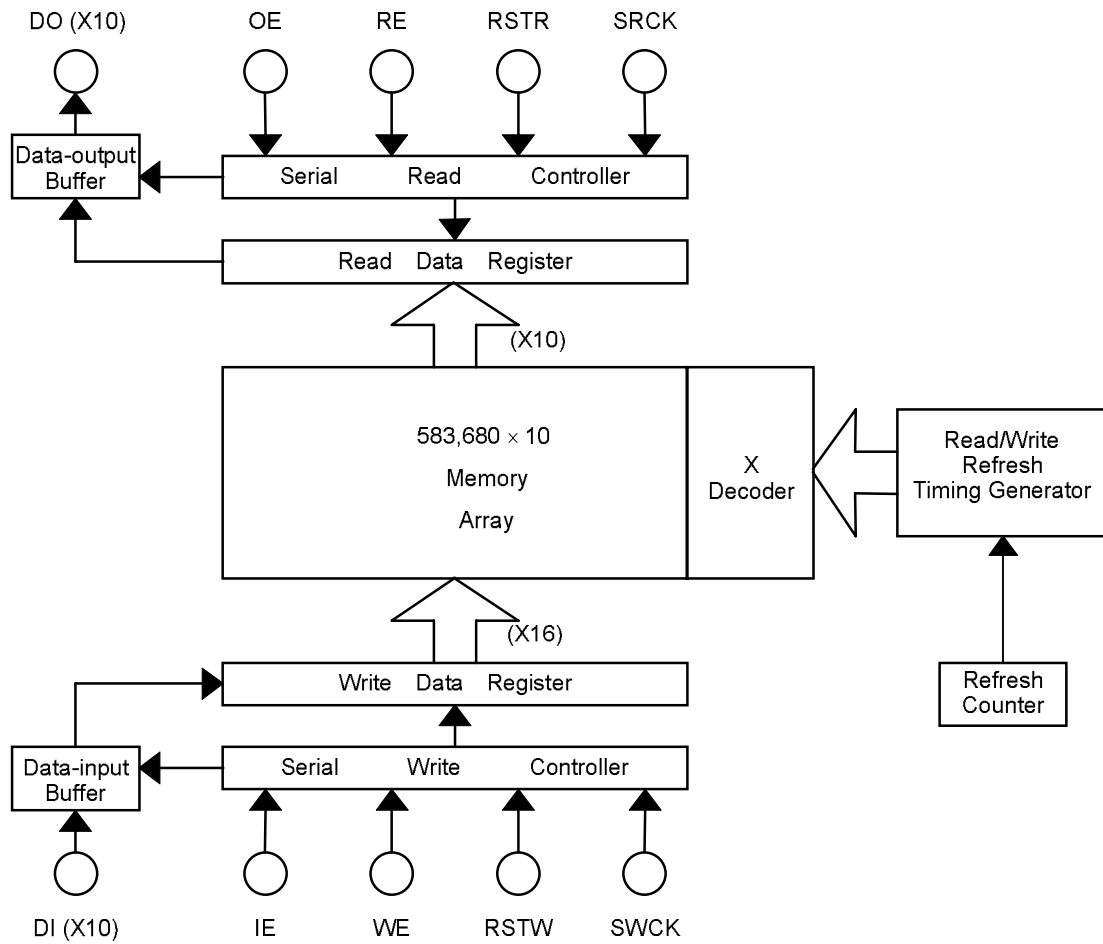 DO (X10) OE RE RSTR SRCK
Data-output
Buffer
Serial Read Controller
Read Data Register
(X10)
583,680 × 10
Memory
Array
X
Decoder
Read/Write
Refresh
Timing Generator
(X16)
Write Data Register
Refresh
Counter
Data-input
Buffer
Serial Write Controller
DI (X10) IE WE RSTW SWCK